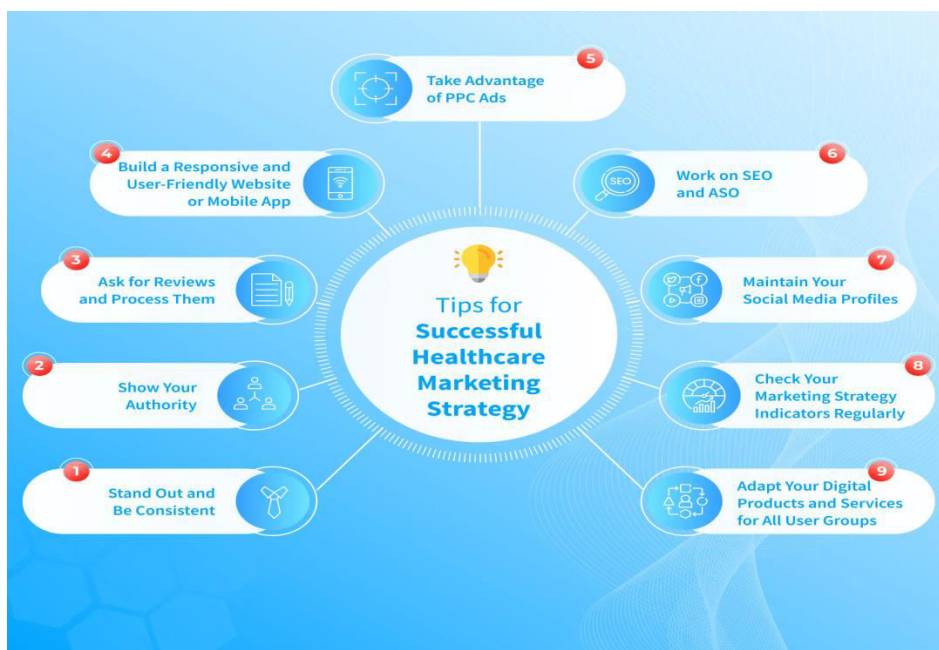 Tips for
Successful
Healthcare
Marketing
Strategy
1
Stand Out and
Be Consistent
2
Show Your
Authority
3
Ask for Reviews
and Process Them
4
Build a Responsive and
User-Friendly Website
or Mobile App
5
Take Advantage
of PPC Ads
6
SEO
Work on SEO
and ASO
7
Maintain Your
Social Media Profiles
8
Check Your
Marketing Strategy
Indicators Regularly
9
Adapt Your Digital
Products and Services
for All User Groups